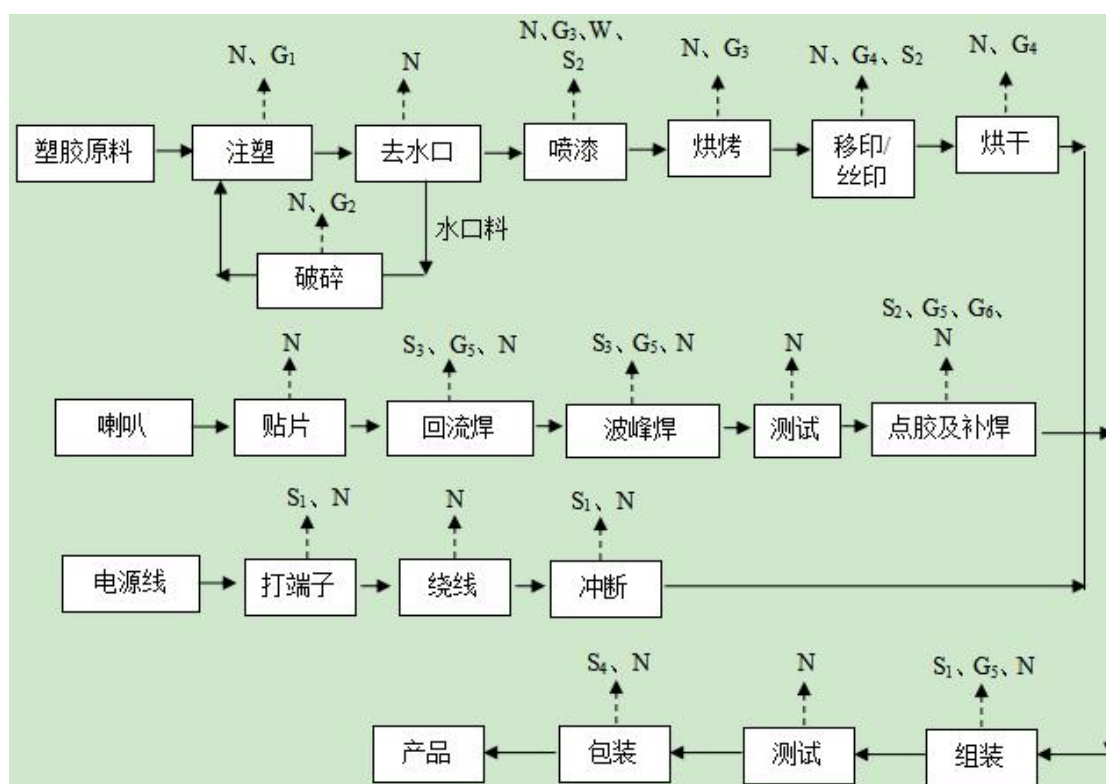 N、G₃、W、
S₂
N、G₁
N
N、G₃
N、G₄、S₂
N、G₄
塑胶原料
注塑
去水口
喷漆
烘烤
移印/
丝印
烘干
N、G₂
水口料
破碎
S₂、G₅、G₆、
N
N
S₃、G₅、N
S₃、G₅、N
N
喇叭
贴片
回流焊
波峰焊
测试
点胶及补焊
S₁、N
N
S₁、N
电源线
打端子
绕线
冲断
S₄、N
N
S₁、G₅、N
产品
包装
测试
组装